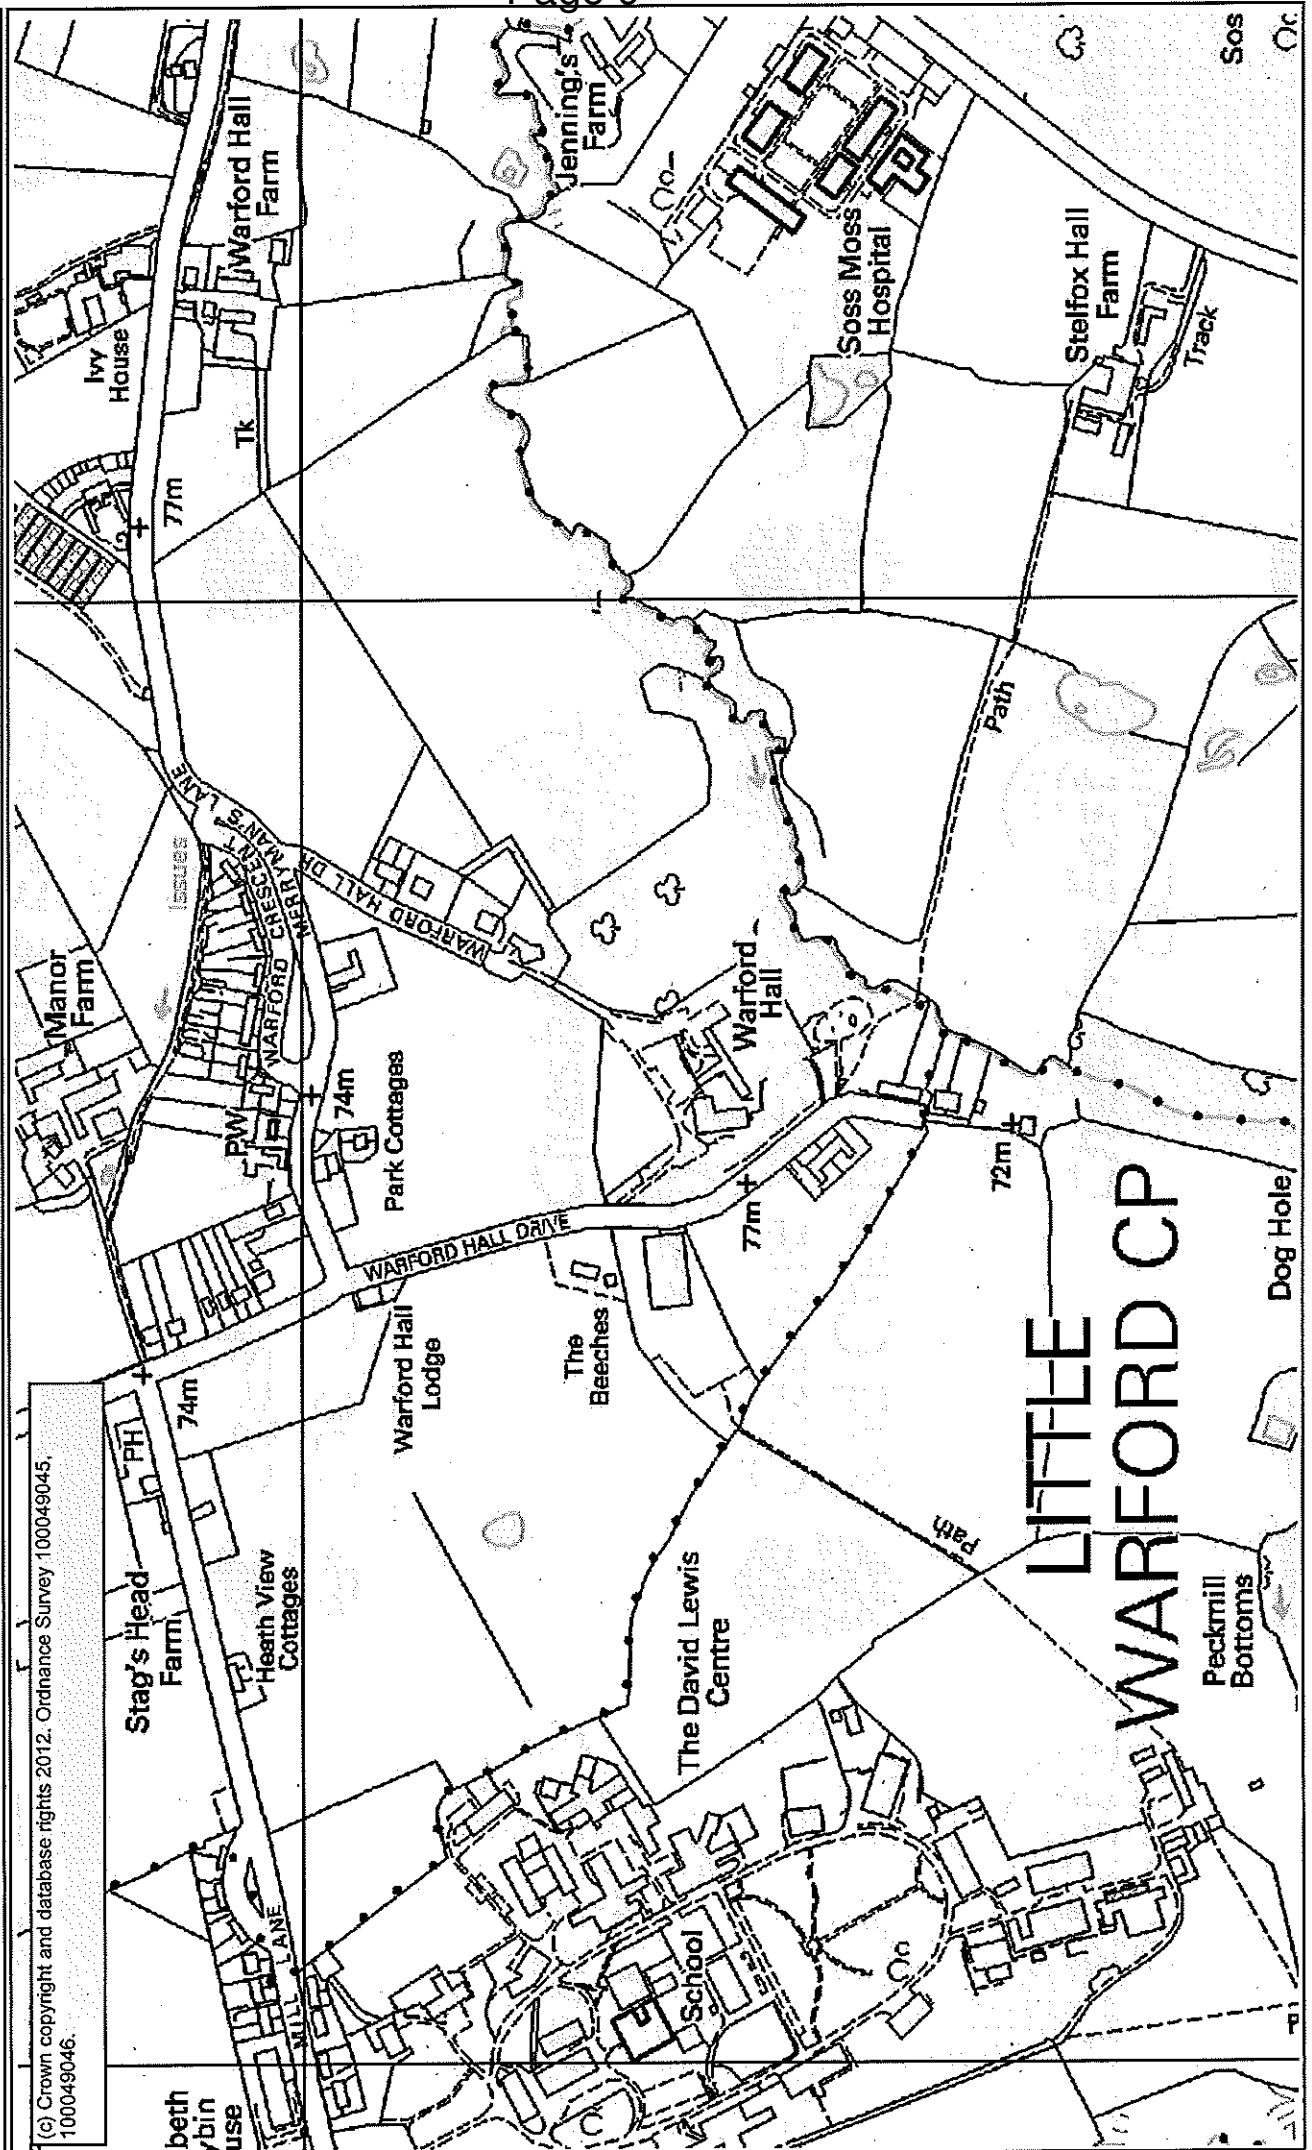 (c) Crown copyright and database rights 2012. Ordnance Survey 100049045,
100049046.
Stag's Head
Farm
PH
74m
Heath View
Cottages
MILL LANE
Manor
Farm
Issues
WARFORD CRESCENT
MERRYMAN'S LANE
PW
74m
Park Cottages
WARFORD HALL DR
WARFORD HALL DRIVE
Warford Hall
Lodge
The
Beeches
77m
Warford
Hall
77m
Ivy
House
Tk
Warford Hall
Farm
Jenning's
Farm
Soss Moss
Hospital
Stelfox Hall
Farm
Track
Path
72m
The David Lewis
Centre
School
Path
LITTLE
WARFORD CP
Peckmill
Bottoms
Dog Hole
Sos
beth
ybin
use